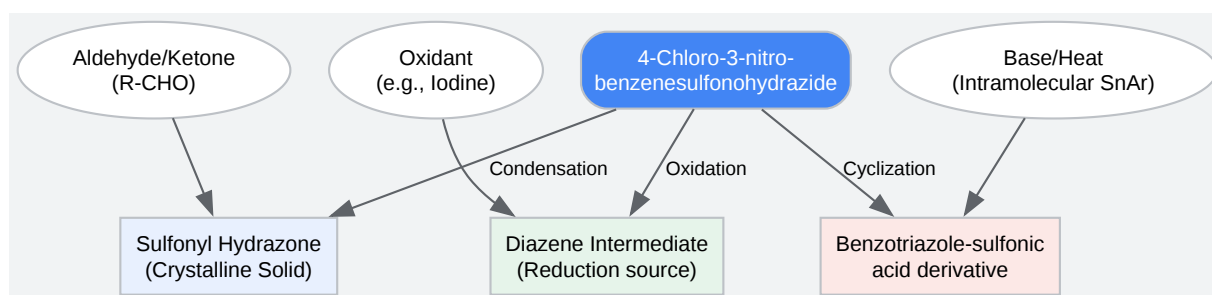 Aldehyde/Ketone
(R-CHO)
Oxidant
(e.g., Iodine)
4-Chloro-3-nitro-
benzenesulfonohydrazide
Base/Heat
(Intramolecular SnAr)
Condensation
Oxidation
Cyclization
Sulfonyl Hydrazone
(Crystalline Solid)
Diazene Intermediate
(Reduction source)
Benzotriazole-sulfonic
acid derivative